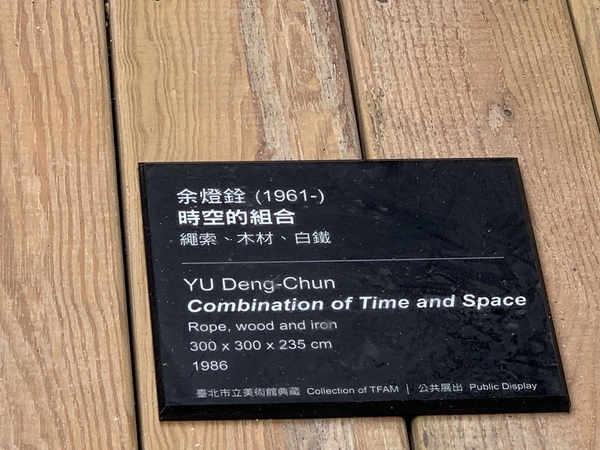 余燈銓 (1961-)
時空的組合
繩索、木材、白鐵
YU Deng-Chun
Combination of Time and Space
Rope, wood and iron
300 x 300 x 235 cm
1986
臺北市立美術館典藏 Collection of TFAM | 公共展出 Public Display